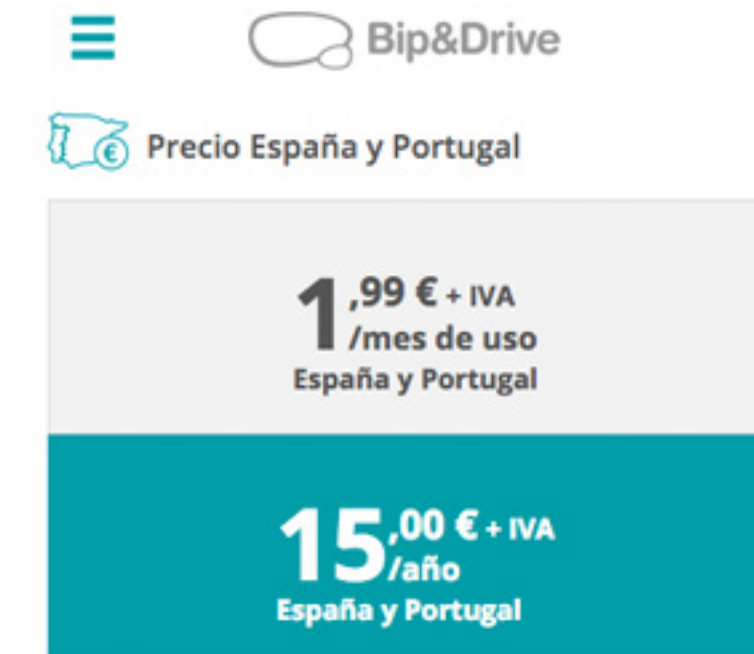 Bip&Drive
€
Precio España y Portugal
1,99 € + IVA
/mes de uso
España y Portugal
15,00 € + IVA
/año
España y Portugal